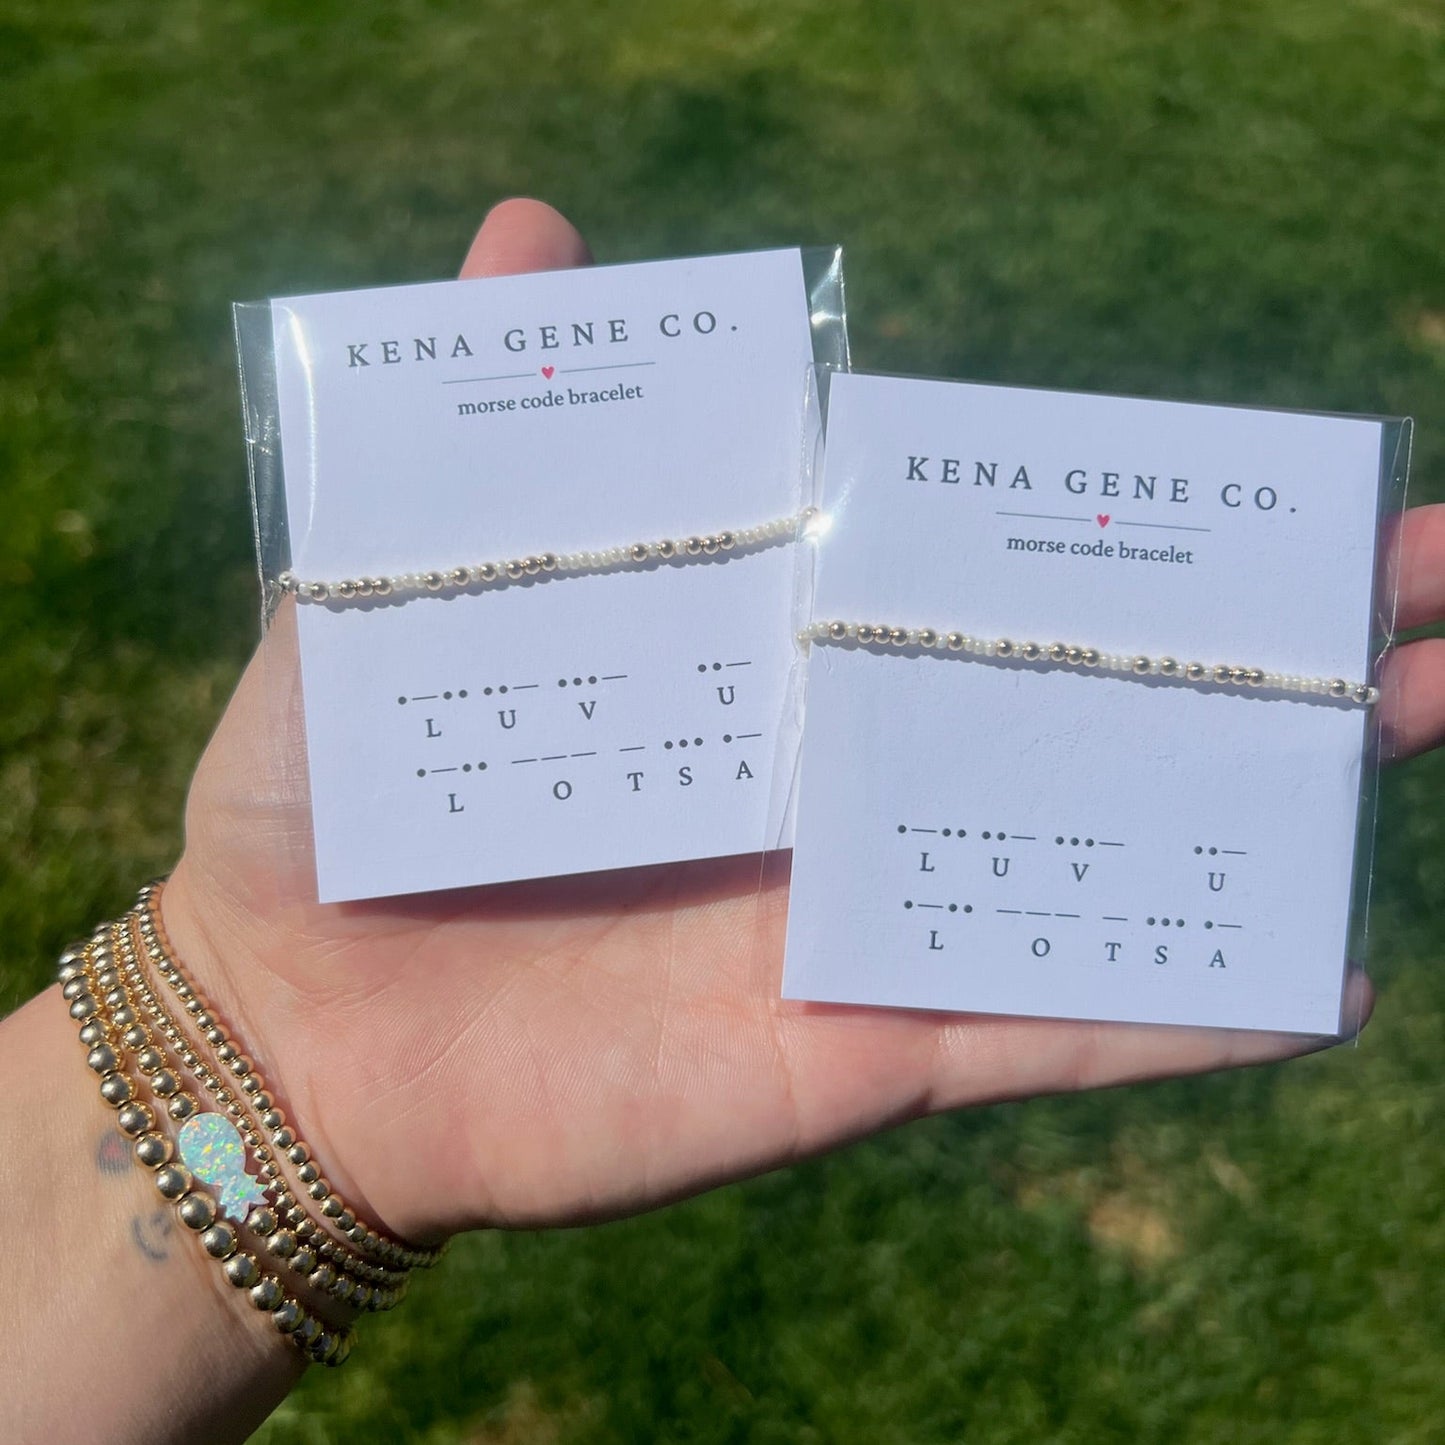 KENA GENE CO.
morse code bracelet
•—•• ••— •••— ••—
L U V U
•—•• ——— — ••• •—
L O T S A
KENA GENE CO.
morse code bracelet
•—•• ••— •••— ••—
L U V U
•—•• ——— — ••• •—
L O T S A